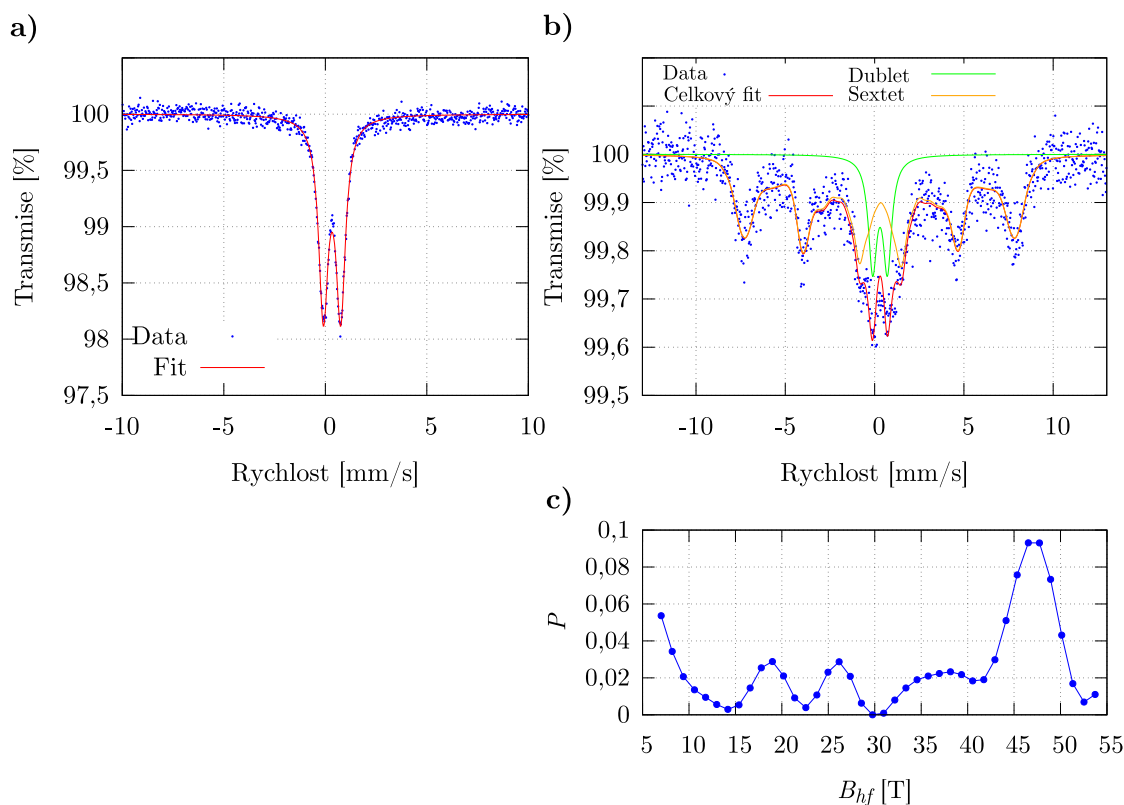 a)
Transmise [%]
100
99,5
99
98,5
98
97,5
-10
-5
0
5
10
Rychlost [mm/s]
Data
Fit
b)
Transmise [%]
100
99,9
99,8
99,7
99,6
99,5
-10
-5
0
5
10
Rychlost [mm/s]
Data
Celkový fit
Dublet
Sextet
c)
P
0,1
0,08
0,06
0,04
0,02
0
5
10
15
20
25
30
35
40
45
50
55
B_hf [T]